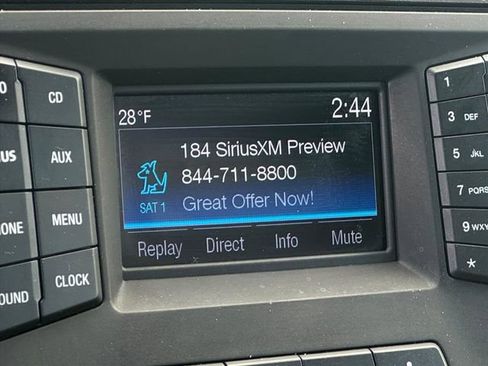 28°F
2:44
184 SiriusXM Preview
844-711-8800
SAT 1
Great Offer Now!
Replay
Direct
Info
Mute
CD
AUX
MENU
CLOCK
1
3 DEF
5 JKL
7 PQRS
9 WXY
*